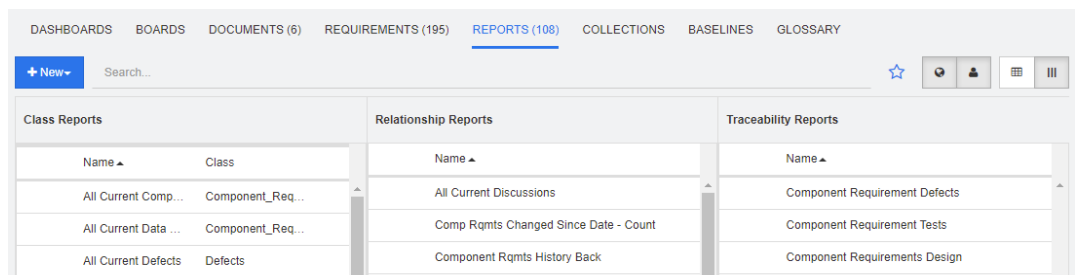 DASHBOARDS BOARDS DOCUMENTS (6) REQUIREMENTS (195) REPORTS (108) COLLECTIONS BASELINES GLOSSARY
+ New Search...
Class Reports Relationship Reports Traceability Reports
Name Class Name Name
All Current Comp... Component_Req... All Current Discussions Component Requirement Defects
All Current Data ... Component_Req... Comp Rqmts Changed Since Date - Count Component Requirement Tests
All Current Defects Defects Component Rqmts History Back Component Requirements Design